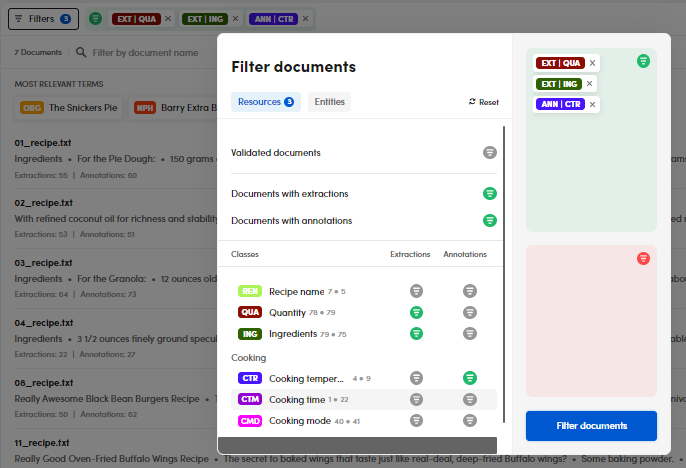 Filters 3 EXT | QUA × EXT | ING × ANN | CTR ×
7 Documents Filter by document name
MOST RELEVANT TERMS
ORG The Snickers Pie NPH Barry Extra B
01_recipe.txt
Ingredients • For the Pie Dough: • 150 grams
Extractions: 55 | Annotations: 60
02_recipe.txt
With refined coconut oil for richness and stability
Extractions: 53 | Annotations: 51
03_recipe.txt
Ingredients • For the Granola: • 12 ounces old
Extractions: 64 | Annotations: 73
04_recipe.txt
Ingredients • 3 1/2 ounces finely ground specul
Extractions: 22 | Annotations: 27
06_recipe.txt
Really Awesome Black Bean Burgers Recipe •
Extractions: 50 | Annotations: 62
11_recipe.txt
Really Good Oven-Fried Buffalo Wings Recipe • The secret to baked wings that taste just like real-deal, deep-fried Buffalo wings? • Some baking powder. •
Filter documents
Resources 3 Entities Reset
Validated documents
Documents with extractions
Documents with annotations
Classes Extractions Annotations
REN Recipe name 7 • 5
QUA Quantity 78 • 79
ING Ingredients 79 • 75
Cooking
CTR Cooking temper... 4 • 9
CTM Cooking time 1 • 22
CMD Cooking mode 40 • 41
EXT | QUA ×
EXT | ING ×
ANN | CTR ×
Filter documents